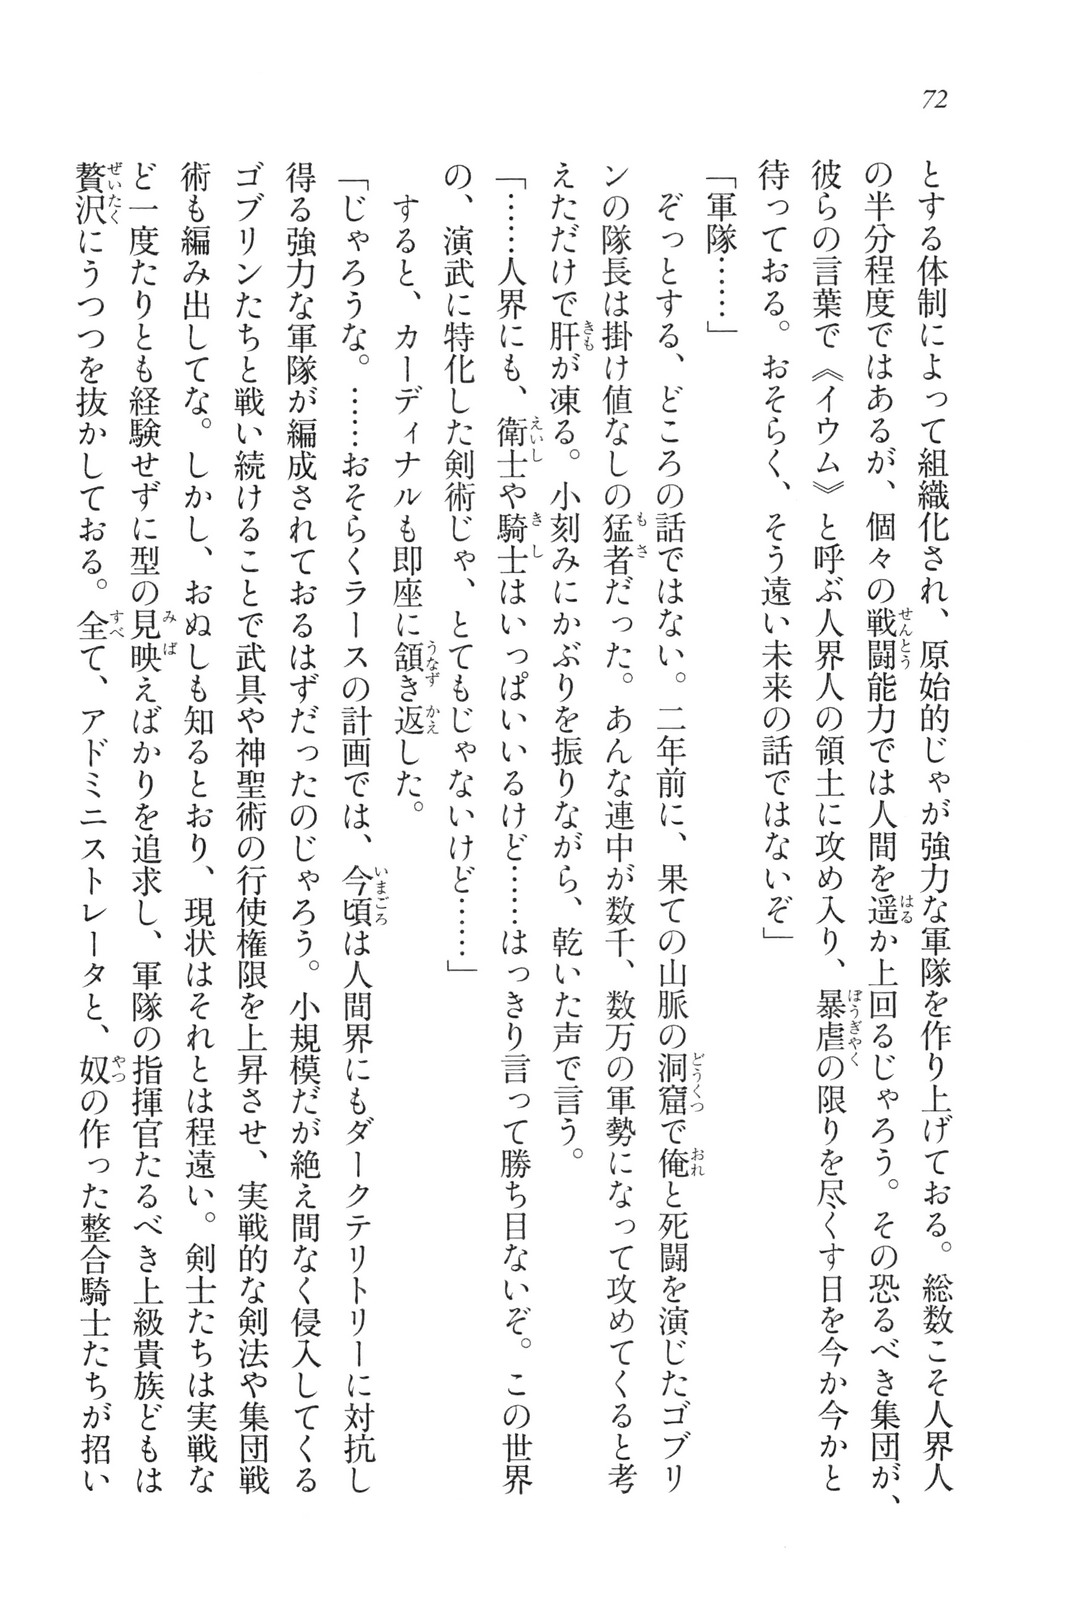 72
とする体制によって組織化され、原始的じゃが強力な軍隊を作り上げておる。総数こそ人界人
の半分程度ではあるが、個々の戦闘能力では人間を遥か上回るじゃろう。その恐るべき集団が、
彼らの言葉で《イウム》と呼ぶ人界人の領土に攻め入り、暴虐の限りを尽くす日を今か今かと
待っておる。おそらく、そう遠い未来の話ではないぞ」
「軍隊……」
　ぞっとする、どころの話ではない。二年前に、果ての山脈の洞窟で俺と死闘を演じたゴブリ
ンの隊長は掛け値なしの猛者だった。あんな連中が数千、数万の軍勢になって攻めてくると考
えただけで肝が凍る。小刻みにかぶりを振りながら、乾いた声で言う。
「……人界にも、衛士や騎士はいっぱいいるけど……はっきり言って勝ち目ないぞ。この世界
の、演武に特化した剣術じゃ、とてもじゃないけど……」
　すると、カーディナルも即座に頷き返した。
「じゃろうな。……おそらくラースの計画では、今頃は人間界にもダークテリトリーに対抗し
得る強力な軍隊が編成されておるはずだったのじゃろう。小規模だが絶え間なく侵入してくる
ゴブリンたちと戦い続けることで武具や神聖術の行使権限を上昇させ、実戦的な剣法や集団戦
術も編み出してな。しかし、おぬしも知るとおり、現状はそれとは程遠い。剣士たちは実戦な
ど一度たりとも経験せずに型の見映えばかりを追求し、軍隊の指揮官たるべき上級貴族どもは
贅沢にうつつを抜かしておる。全て、アドミニストレータと、奴の作った整合騎士たちが招い